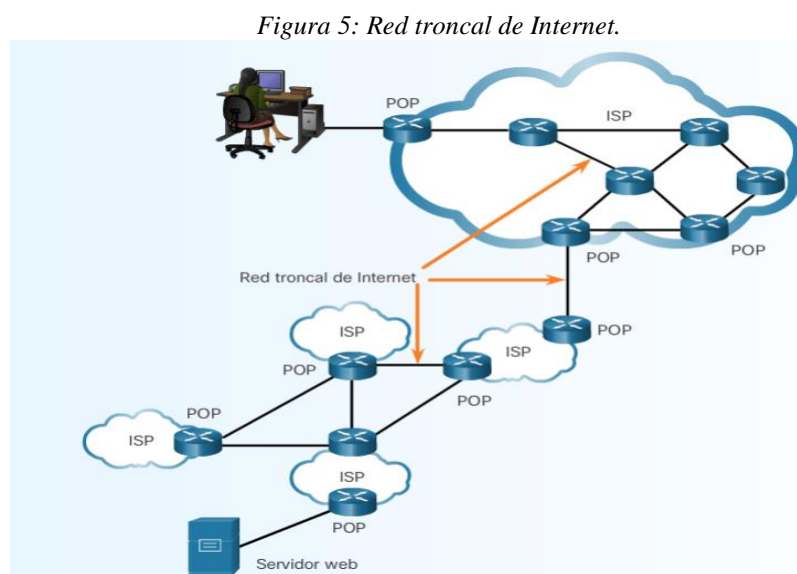 Figura 5: Red troncal de Internet.
POP
ISP
POP
POP
Red troncal de Internet
ISP
POP
ISP
POP
POP
POP
ISP
ISP
POP
Servidor web